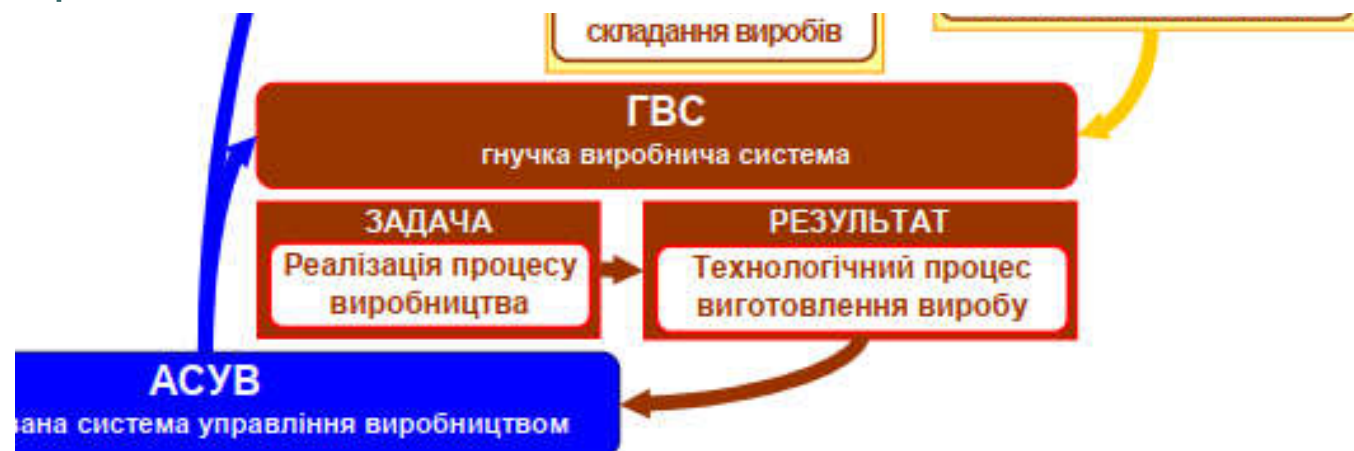 складання виробів
ГВС
гнучка виробнича система
ЗАДАЧА
Реалізація процесу
виробництва
РЕЗУЛЬТАТ
Технологічний процес
виготовлення виробу
АСУВ
система управління виробництвом